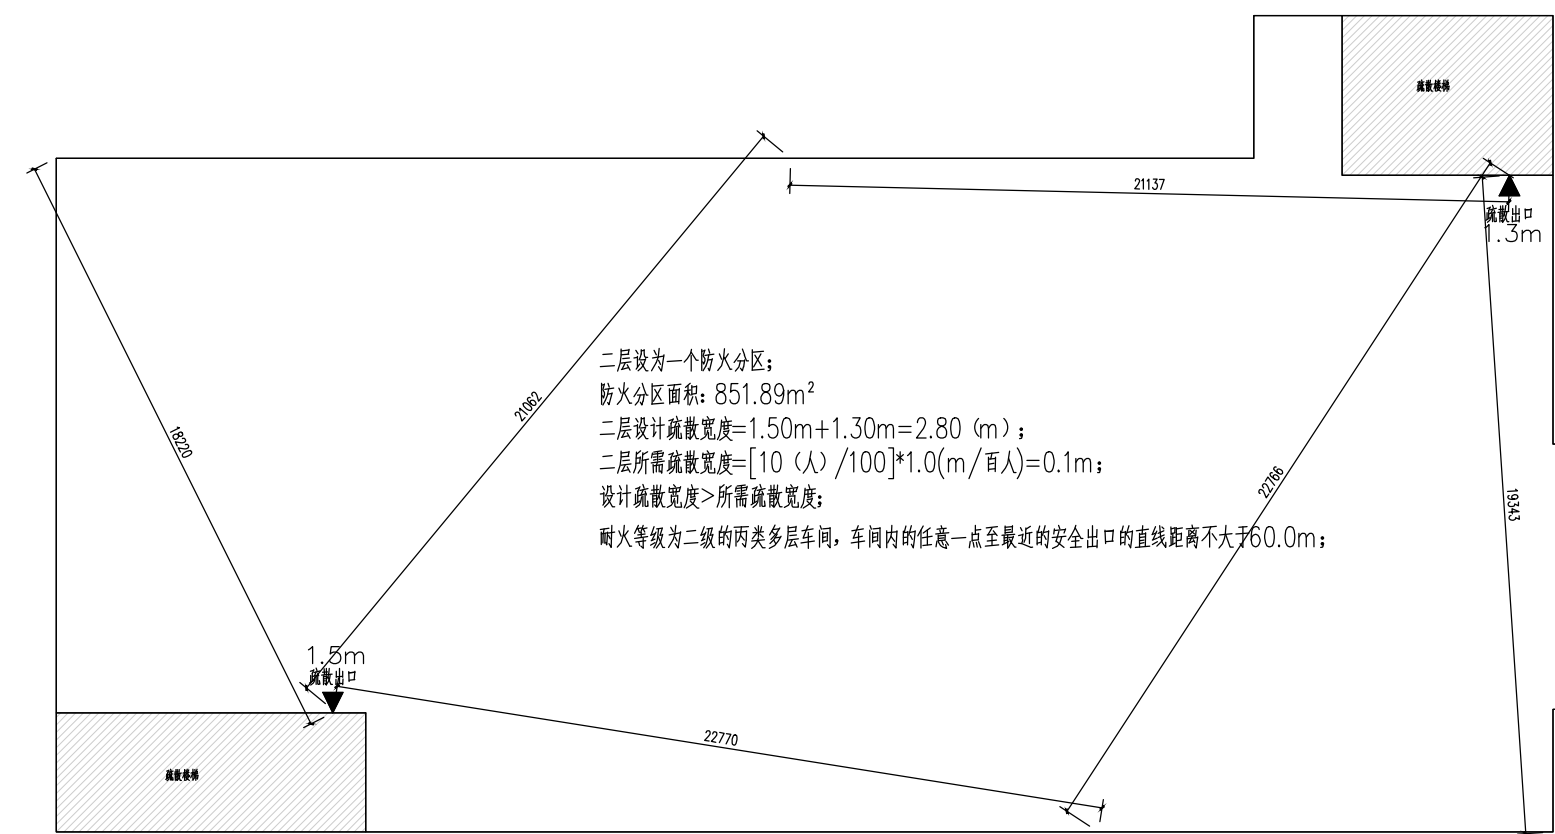 疏散楼梯
21137
疏散出口
1.3m
18220
21062
二层设为一个防火分区；
防火分区面积：851.89m²
二层设计疏散宽度=1.50m+1.30m=2.80（m）；
二层所需疏散宽度=[10（人）/100]*1.0(m/百人)=0.1m；
设计疏散宽度>所需疏散宽度；
耐火等级为二级的丙类多层车间，车间内的任意一点至最近的安全出口的直线距离不大于60.0m；
22766
19343
1.5m
疏散出口
22770
疏散楼梯